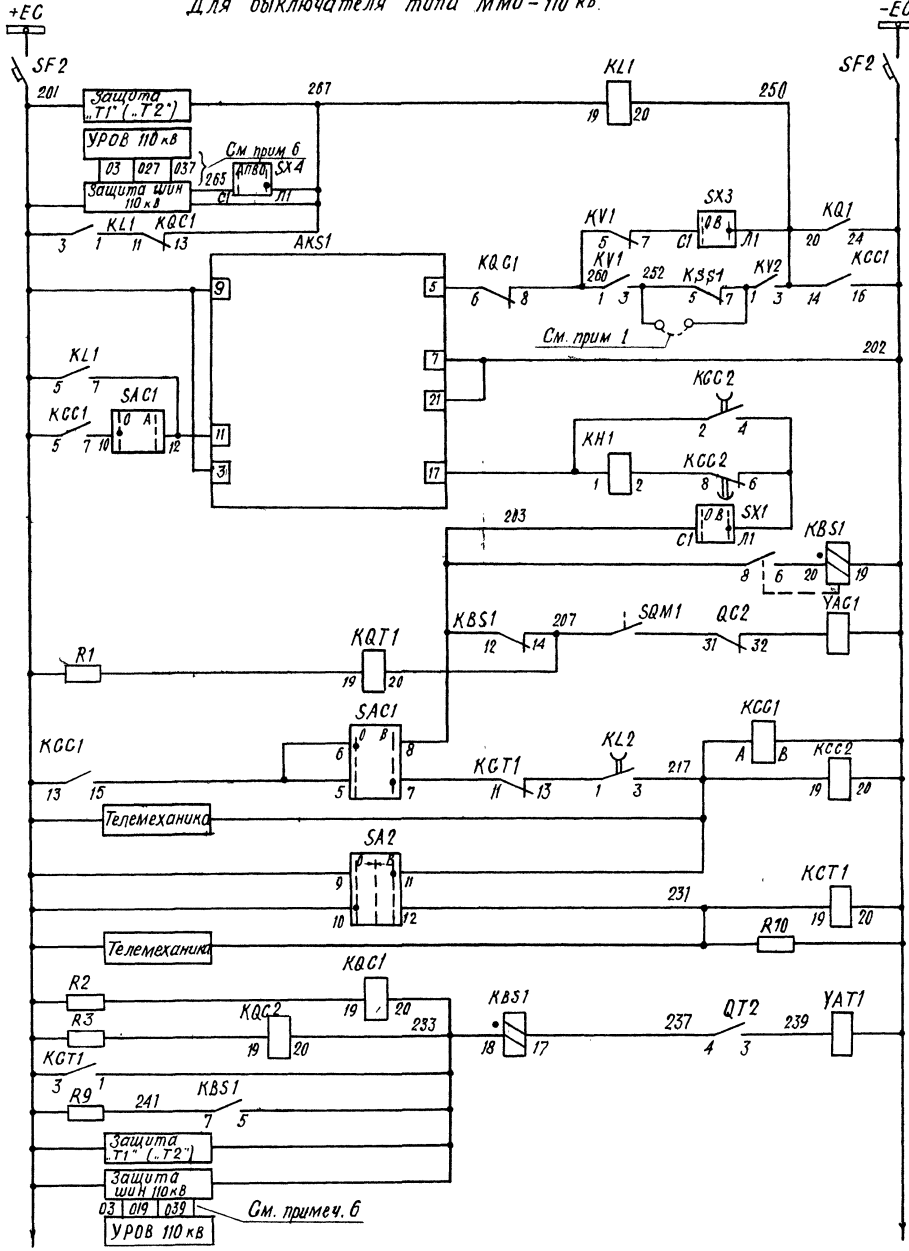 Для выключателя типа ММО-110 кВ.
+ЕС -ЕС
SF2 SF2
201 Защита „Т1" („Т2") 267 KL1 19 20 250
УРОВ 110 кВ
03 027 037 См прим 6
265 ДПВО SX4
С1 Л1
Защита шин 110 кВ
3 1 KL1 11 KQC1 13
AKS1
KV1 5 7 SX3 С1 О В Л1 KQ1 20 24
9 5 KQC1 6 8 KV1 260 1 3 252 KBS1 5 7 KV2 1 3 KCC1 14 16
См. прим 1
7 202
KL1 5 7
21
KCC2 2 4
KCC1 5 7 SAC1 10 О А 12 11
3 17 KH1 1 2 KCC2 8 6
203 С1 О В Л1 SX1
KBS1 8 6 20 19
KBS1 12 14 207 SQM1 QC2 31 32 YAC1
R1 KQT1 19 20
SAC1 6 О В 8
KCC1 A B
KCC1 13 15 5 7 KCT1 11 13 KL2 1 3 217 KCC2 19 20
Телемеханика
SA2 О В
9 11
10 12 231 KCT1 19 20
Телемеханика R10
R2 KQC1 19 20
R3 KQC2 19 20 233 KBS1 18 17 237 QT2 4 3 239 YAT1
KCT1 3 1
R9 241 KBS1 7 5
Защита „Т1" („Т2")
Защита шин 110 кВ
03 019 039 См. примеч. 6
УРОВ 110 кВ